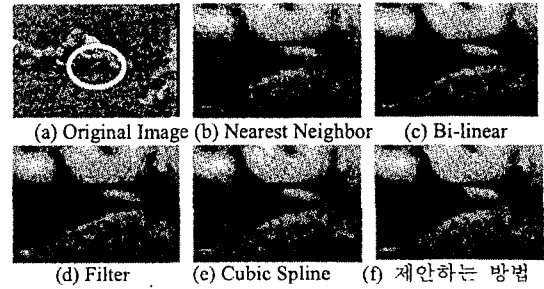 (a) Original Image (b) Nearest Neighbor (c) Bi-linear
(d) Filter (e) Cubic Spline (f) 제안하는 방법